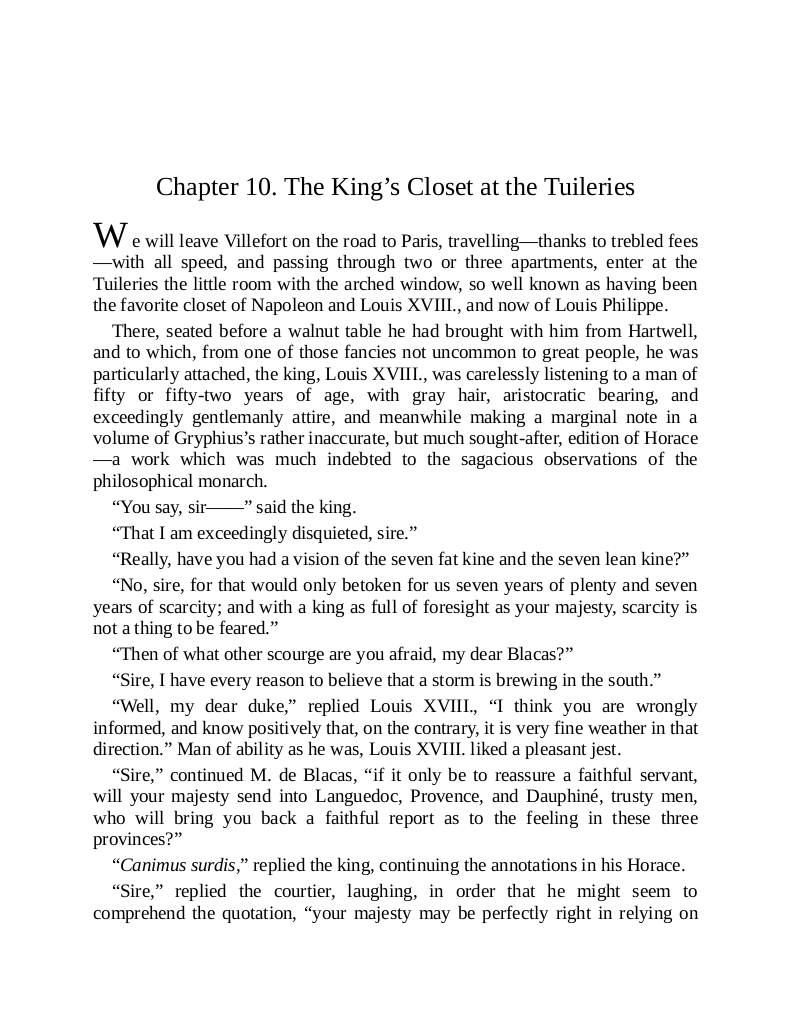 Chapter 10. The King’s Closet at the Tuileries
We will leave Villefort on the road to Paris, travelling—thanks to trebled fees
—with all speed, and passing through two or three apartments, enter at the
Tuileries the little room with the arched window, so well known as having been
the favorite closet of Napoleon and Louis XVIII., and now of Louis Philippe.
There, seated before a walnut table he had brought with him from Hartwell,
and to which, from one of those fancies not uncommon to great people, he was
particularly attached, the king, Louis XVIII., was carelessly listening to a man of
fifty or fifty-two years of age, with gray hair, aristocratic bearing, and
exceedingly gentlemanly attire, and meanwhile making a marginal note in a
volume of Gryphius’s rather inaccurate, but much sought-after, edition of Horace
—a work which was much indebted to the sagacious observations of the
philosophical monarch.
“You say, sir——” said the king.
“That I am exceedingly disquieted, sire.”
“Really, have you had a vision of the seven fat kine and the seven lean kine?”
“No, sire, for that would only betoken for us seven years of plenty and seven
years of scarcity; and with a king as full of foresight as your majesty, scarcity is
not a thing to be feared.”
“Then of what other scourge are you afraid, my dear Blacas?”
“Sire, I have every reason to believe that a storm is brewing in the south.”
“Well, my dear duke,” replied Louis XVIII., “I think you are wrongly
informed, and know positively that, on the contrary, it is very fine weather in that
direction.” Man of ability as he was, Louis XVIII. liked a pleasant jest.
“Sire,” continued M. de Blacas, “if it only be to reassure a faithful servant,
will your majesty send into Languedoc, Provence, and Dauphiné, trusty men,
who will bring you back a faithful report as to the feeling in these three
provinces?”
“Canimus surdis,” replied the king, continuing the annotations in his Horace.
“Sire,” replied the courtier, laughing, in order that he might seem to
comprehend the quotation, “your majesty may be perfectly right in relying on